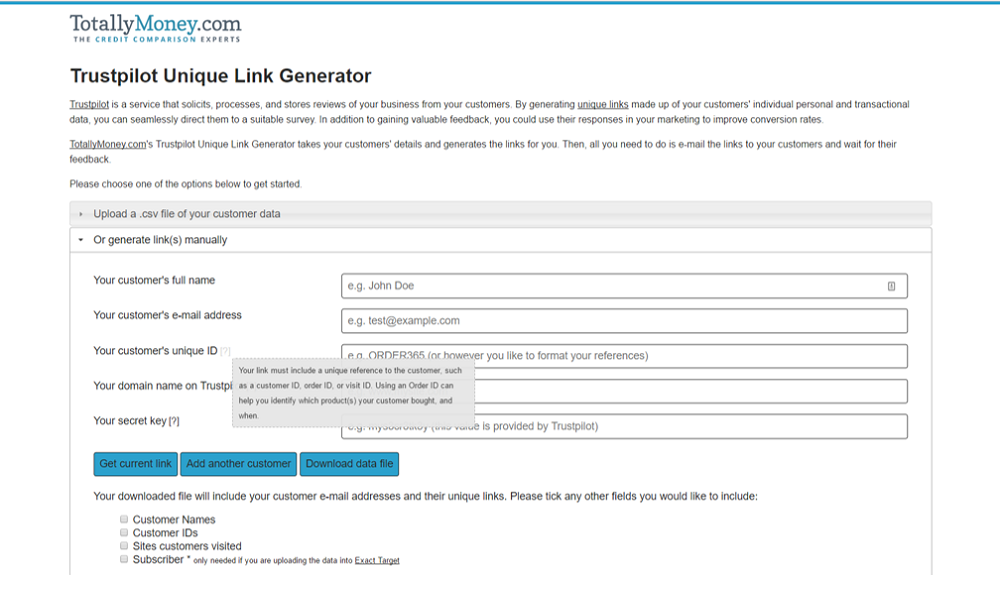 TotallyMoney.com
THE CREDIT COMPARISON EXPERTS
Trustpilot Unique Link Generator
Trustpilot is a service that solicits, processes, and stores reviews of your business from your customers. By generating unique links made up of your customers' individual personal and transactional
data, you can seamlessly direct them to a suitable survey. In addition to gaining valuable feedback, you could use their responses in your marketing to improve conversion rates.
TotallyMoney.com's Trustpilot Unique Link Generator takes your customers' details and generates the links for you. Then, all you need to do is e-mail the links to your customers and wait for their
feedback.
Please choose one of the options below to get started.
Upload a .csv file of your customer data
Or generate link(s) manually
Your customer's full name
e.g. John Doe
Your customer's e-mail address
e.g. test@example.com
Your customer's unique ID [?]
e.g. ORDER365 (or however you like to format your references)
Your link must include a unique reference to the customer, such
as a customer ID, order ID, or visit ID. Using an Order ID can
help you identify which product(s) your customer bought, and
when.
Your domain name on Trustpi
Your secret key [?]
(this value is provided by Trustpilot)
Get current link Add another customer Download data file
Your downloaded file will include your customer e-mail addresses and their unique links. Please tick any other fields you would like to include:
Customer Names
Customer IDs
Sites customers visited
Subscriber * only needed if you are uploading the data into Exact Target